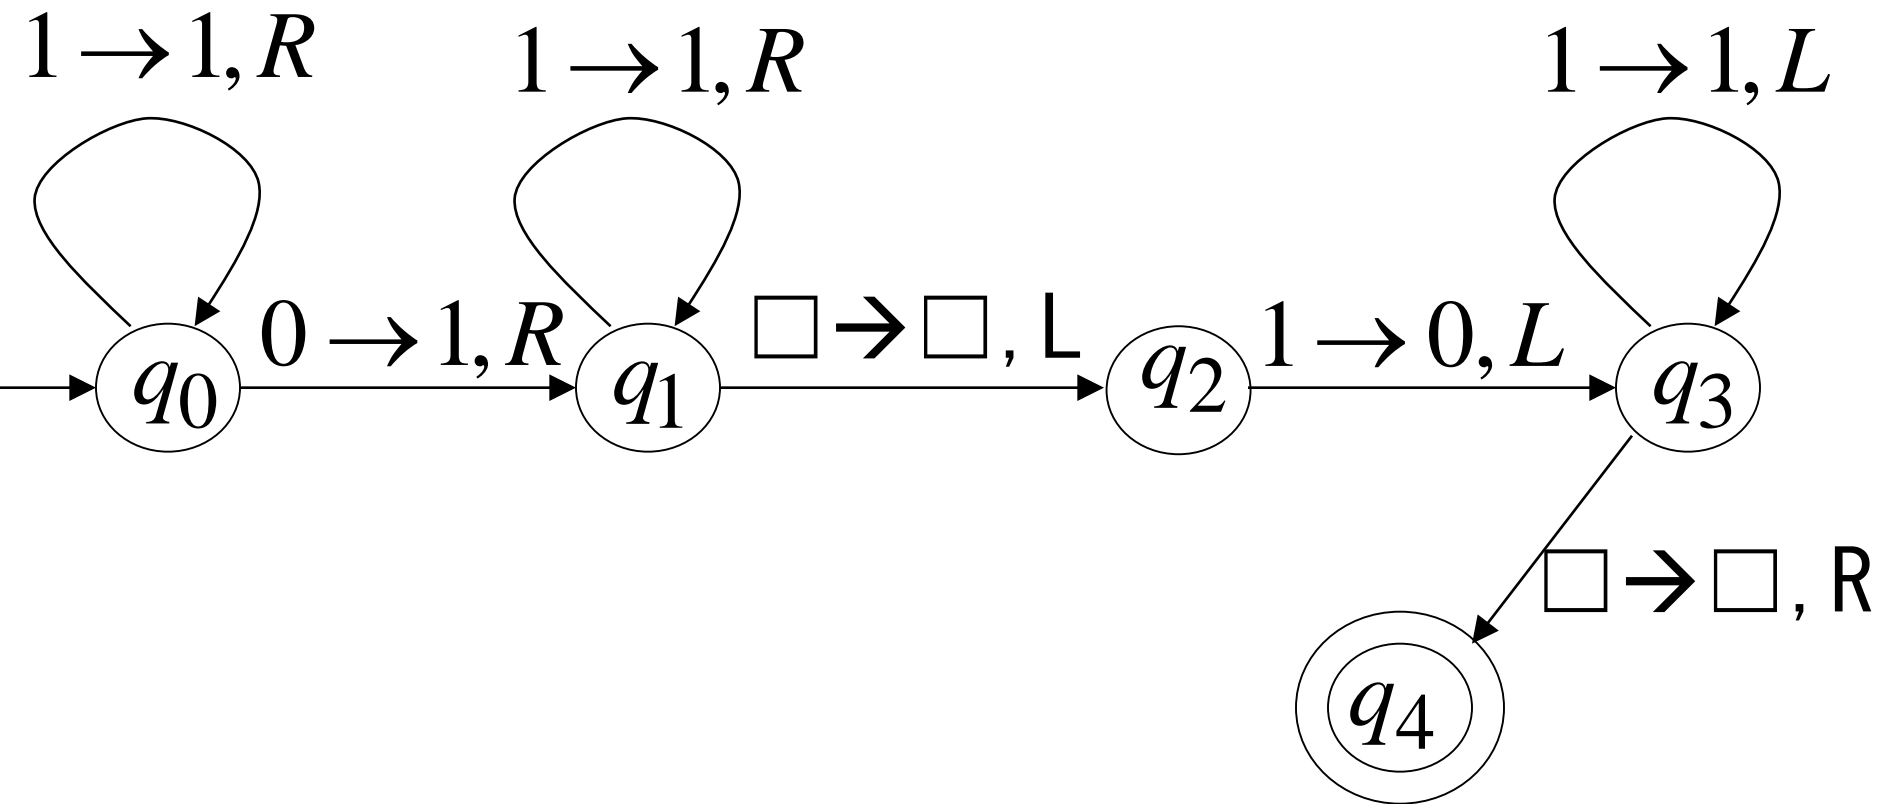 1 → 1, R
1 → 1, R
1 → 1, L
0 → 1, R
□ → □, L
1 → 0, L
q0
q1
q2
q3
□ → □, R
q4